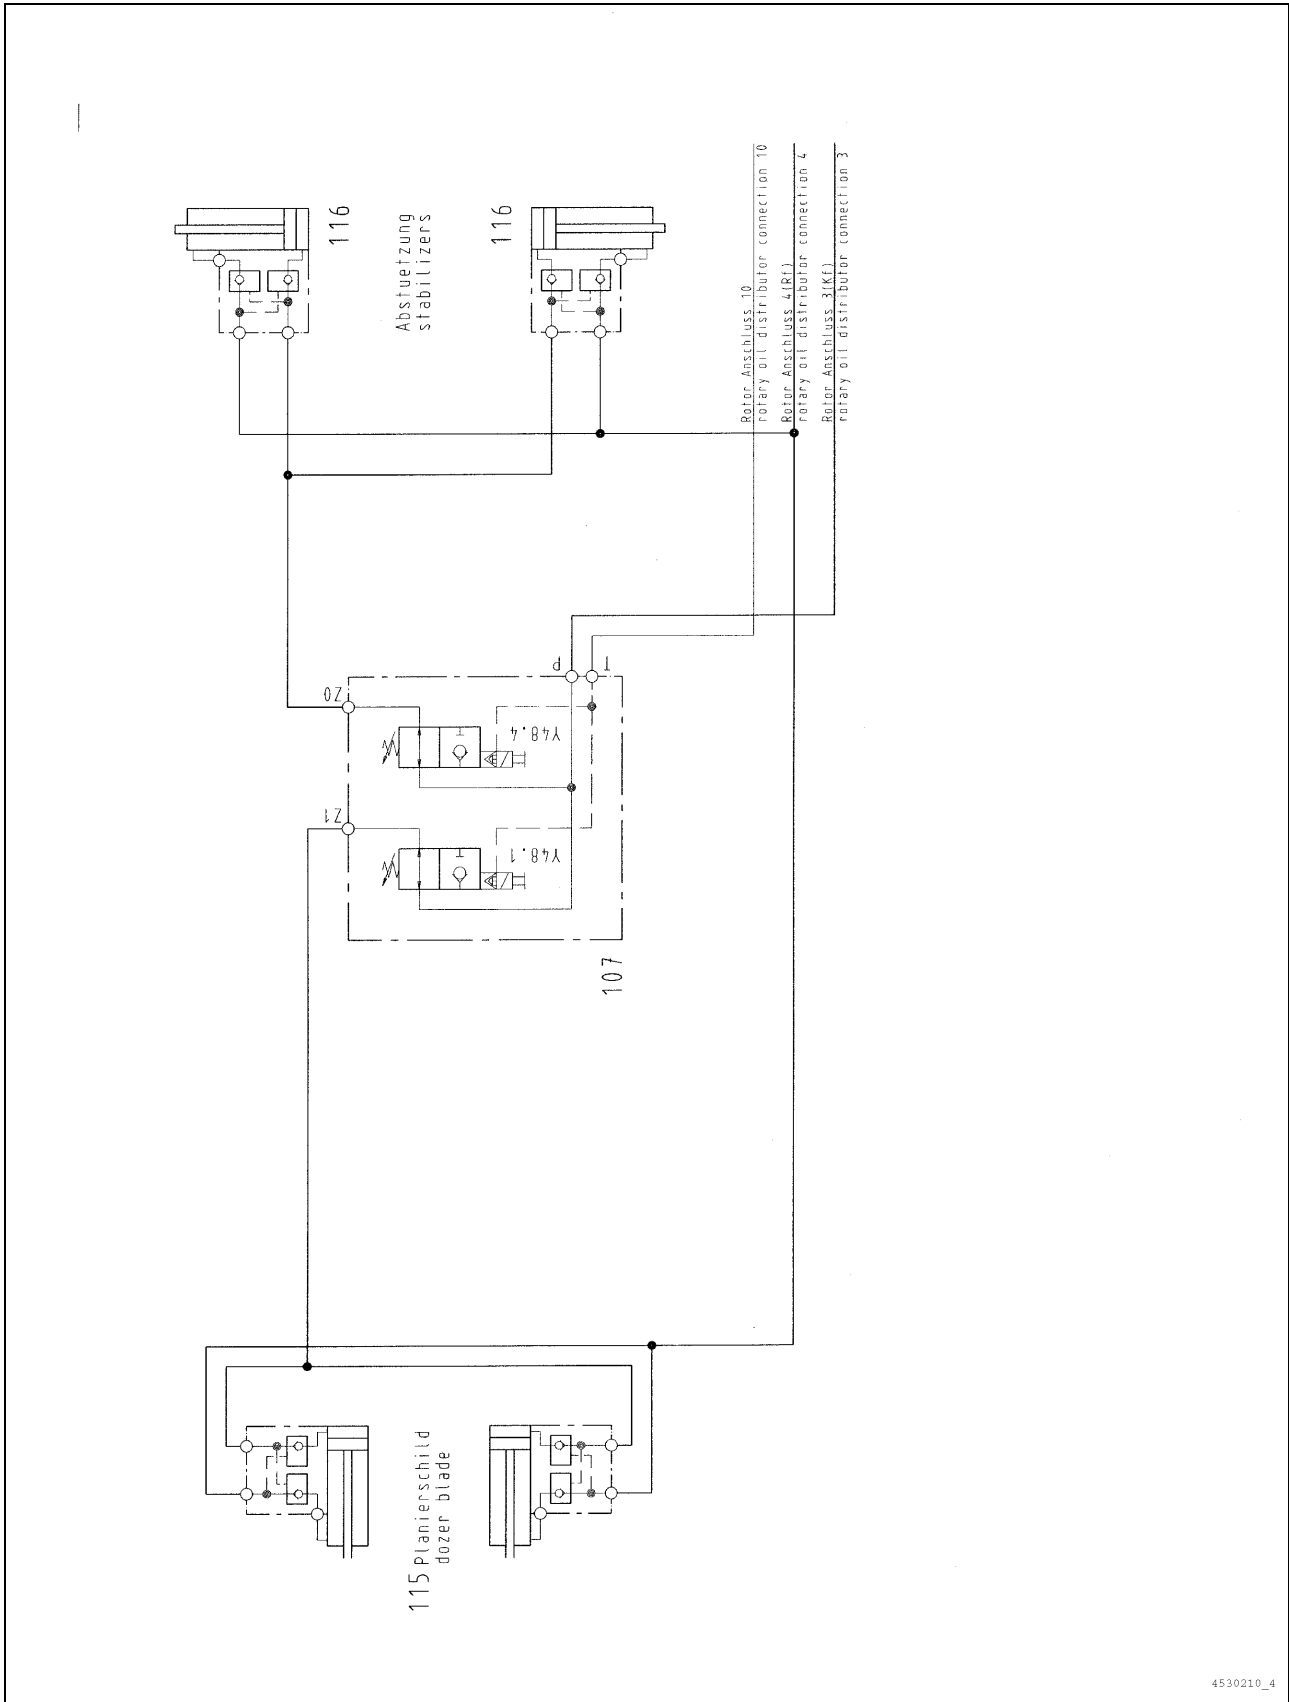 116
Abstuetzung
stabilizers
116
Rotor Anschluss 10
rotary oil distributor connection 10
Rotor Anschluss 4(Rf)
rotary oil distributor connection 4
Rotor Anschluss 3(Kf)
rotary oil distributor connection 3
P
T
Z0
Y48.4
Z1
Y48.1
107
115 Planierschild
dozer blade
4530210_4